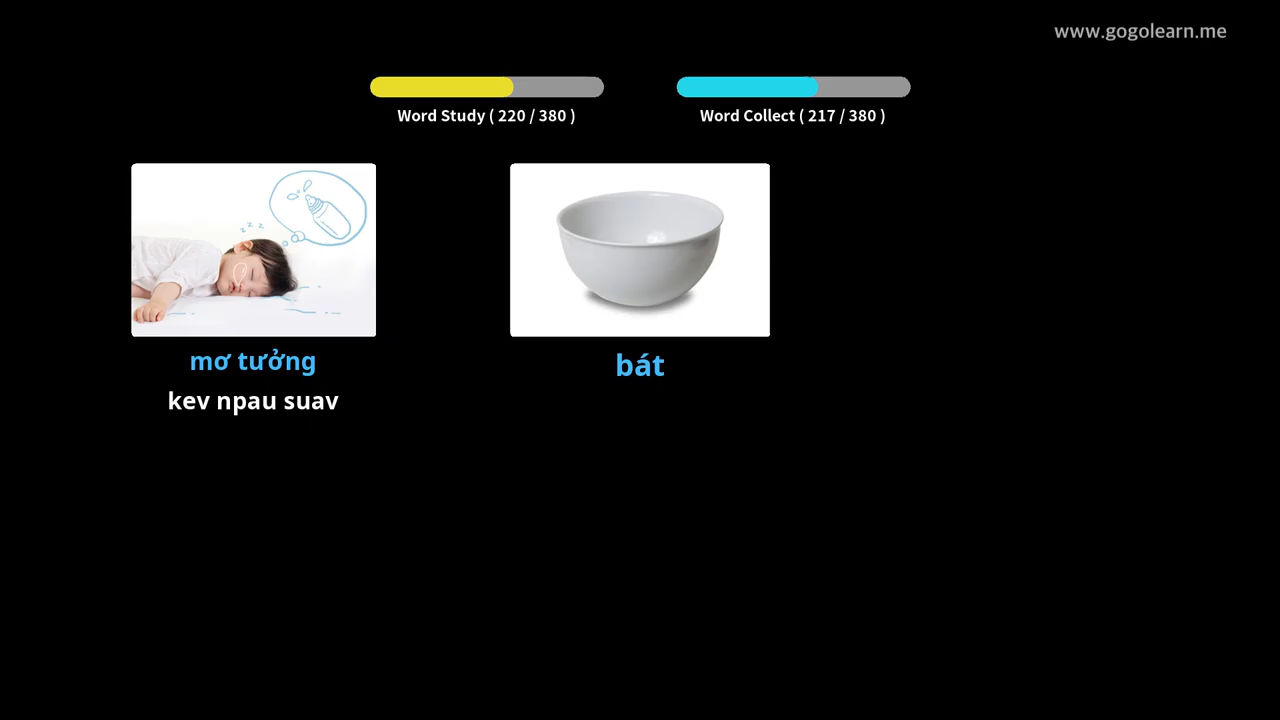 www.gogolearn.me
Word Study ( 220 / 380 )
Word Collect ( 217 / 380 )
z z z
mơ tưởng
kev npau suav
bát